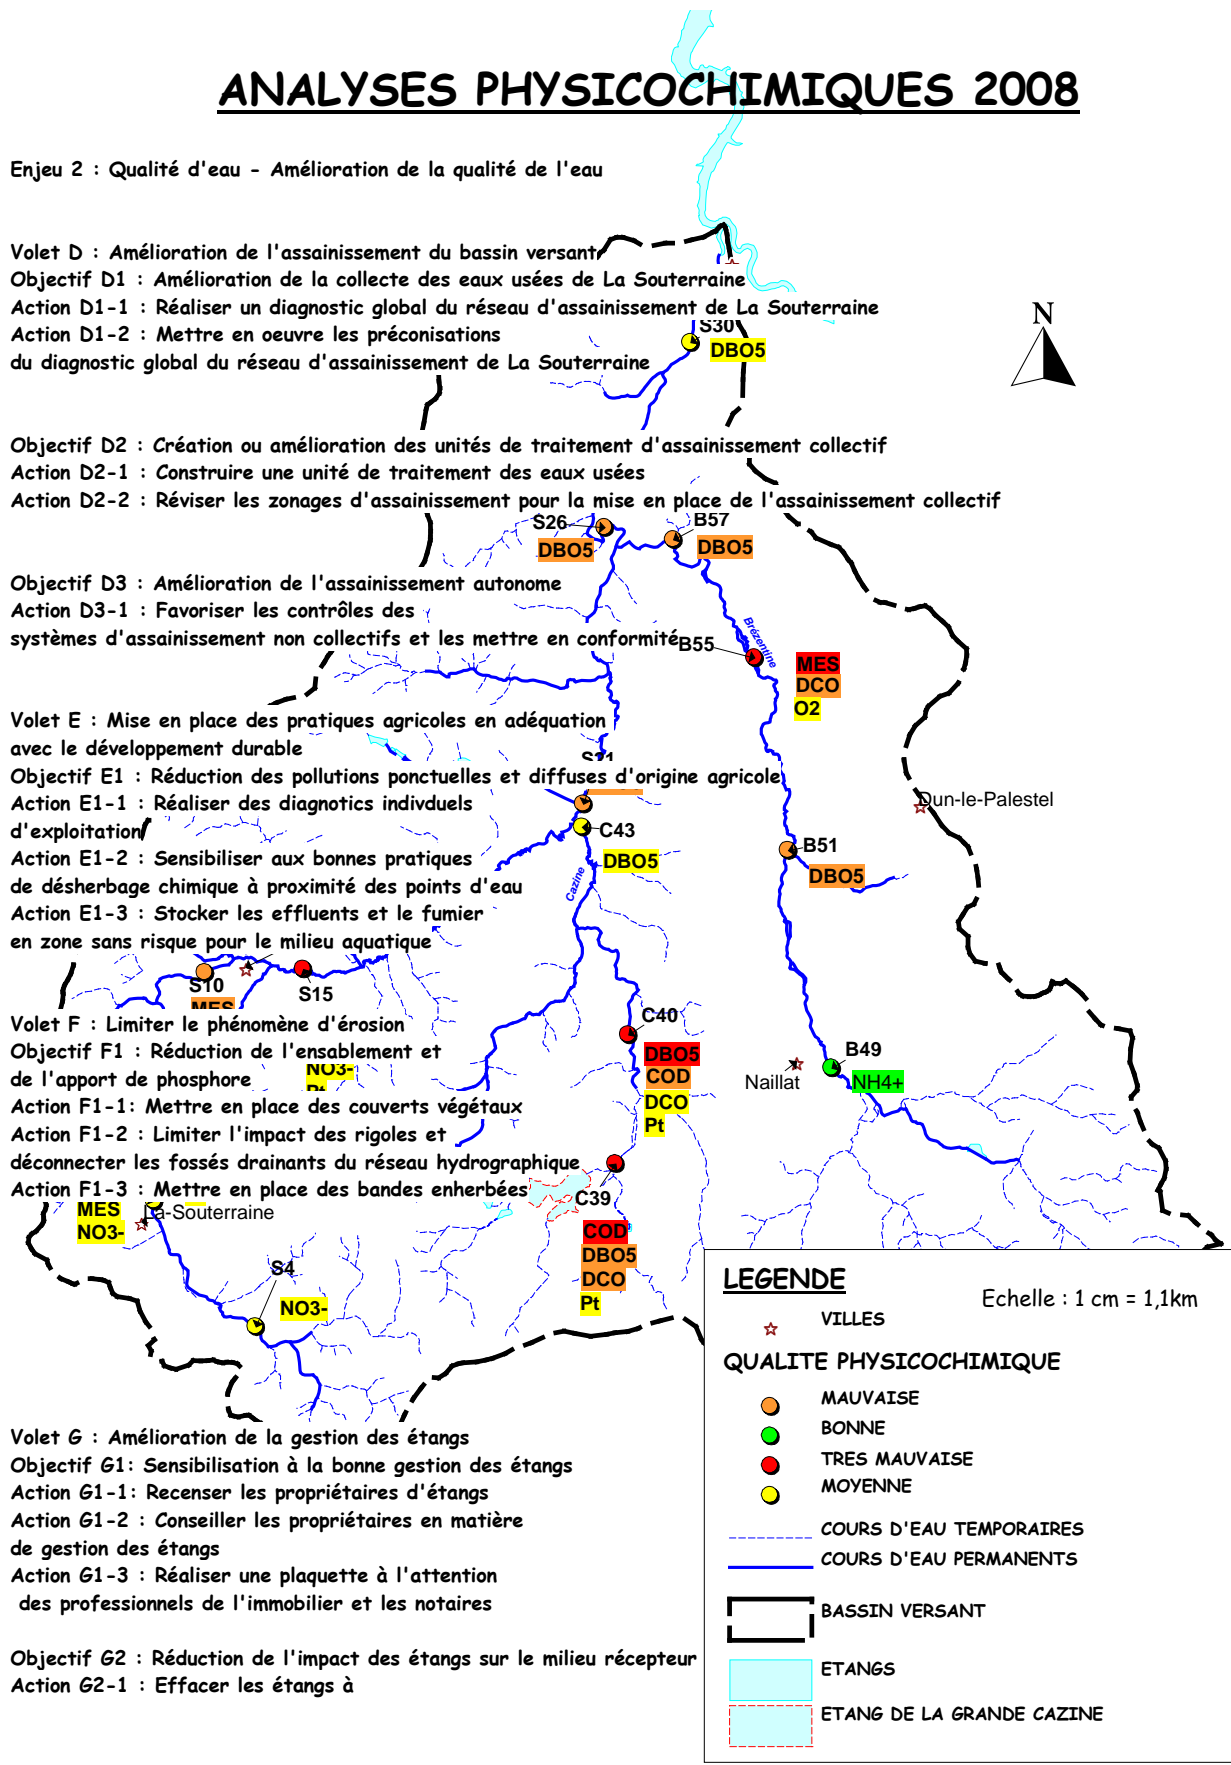 ANALYSES PHYSICOCHIMIQUES 2008
Enjeu 2 : Qualité d'eau - Amélioration de la qualité de l'eau
Volet D : Amélioration de l'assainissement du bassin versant
Objectif D1 : Amélioration de la collecte des eaux usées de La Souterraine
Action D1-1 : Réaliser un diagnostic global du réseau d'assainissement de La Souterraine
Action D1-2 : Mettre en oeuvre les préconisations
du diagnostic global du réseau d'assainissement de La Souterraine
N
S30
DBO5
Objectif D2 : Création ou amélioration des unités de traitement d'assainissement collectif
Action D2-1 : Construire une unité de traitement des eaux usées
Action D2-2 : Réviser les zonages d'assainissement pour la mise en place de l'assainissement collectif
S26
DBO5
B57
DBO5
Objectif D3 : Amélioration de l'assainissement autonome
Action D3-1 : Favoriser les contrôles des
systèmes d'assainissement non collectifs et les mettre en conformité
Brézentine
B55
MES
DCO
O2
Volet E : Mise en place des pratiques agricoles en adéquation
avec le développement durable
Objectif E1 : Réduction des pollutions ponctuelles et diffuses d'origine agricole
Action E1-1 : Réaliser des diagnotics indivduels
d'exploitation
Action E1-2 : Sensibiliser aux bonnes pratiques
de désherbage chimique à proximité des points d'eau
Action E1-3 : Stocker les effluents et le fumier
en zone sans risque pour le milieu aquatique
Dun-le-Palestel
C43
DBO5
Cazine
B51
DBO5
S10
MES
S15
Volet F : Limiter le phénomène d'érosion
Objectif F1 : Réduction de l'ensablement et
de l'apport de phosphore
NO3-
Pt
Action F1-1: Mettre en place des couverts végétaux
Action F1-2 : Limiter l'impact des rigoles et
déconnecter les fossés drainants du réseau hydrographique
Action F1-3 : Mettre en place des bandes enherbées
C40
DBO5
COD
DCO
Pt
Naillat
B49
NH4+
C39
COD
DBO5
DCO
Pt
MES
NO3-
La-Souterraine
S4
NO3-
Volet G : Amélioration de la gestion des étangs
Objectif G1: Sensibilisation à la bonne gestion des étangs
Action G1-1: Recenser les propriétaires d'étangs
Action G1-2 : Conseiller les propriétaires en matière
de gestion des étangs
Action G1-3 : Réaliser une plaquette à l'attention
des professionnels de l'immobilier et les notaires
Objectif G2 : Réduction de l'impact des étangs sur le milieu récepteur
Action G2-1 : Effacer les étangs à
LEGENDE
Echelle : 1 cm = 1,1km
VILLES
QUALITE PHYSICOCHIMIQUE
MAUVAISE
BONNE
TRES MAUVAISE
MOYENNE
COURS D'EAU TEMPORAIRES
COURS D'EAU PERMANENTS
BASSIN VERSANT
ETANGS
ETANG DE LA GRANDE CAZINE